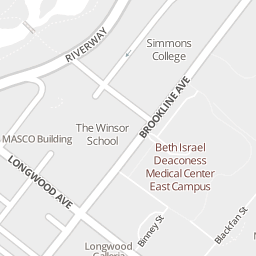 Simmons
College
RIVERWAY
BROOKLINE AVE
The Winsor
School
MASCO Building
Beth Israel
Deaconess
Medical Center
East Campus
LONGWOOD AVE
Binney St
Blackfan St
Longwood
Galleria